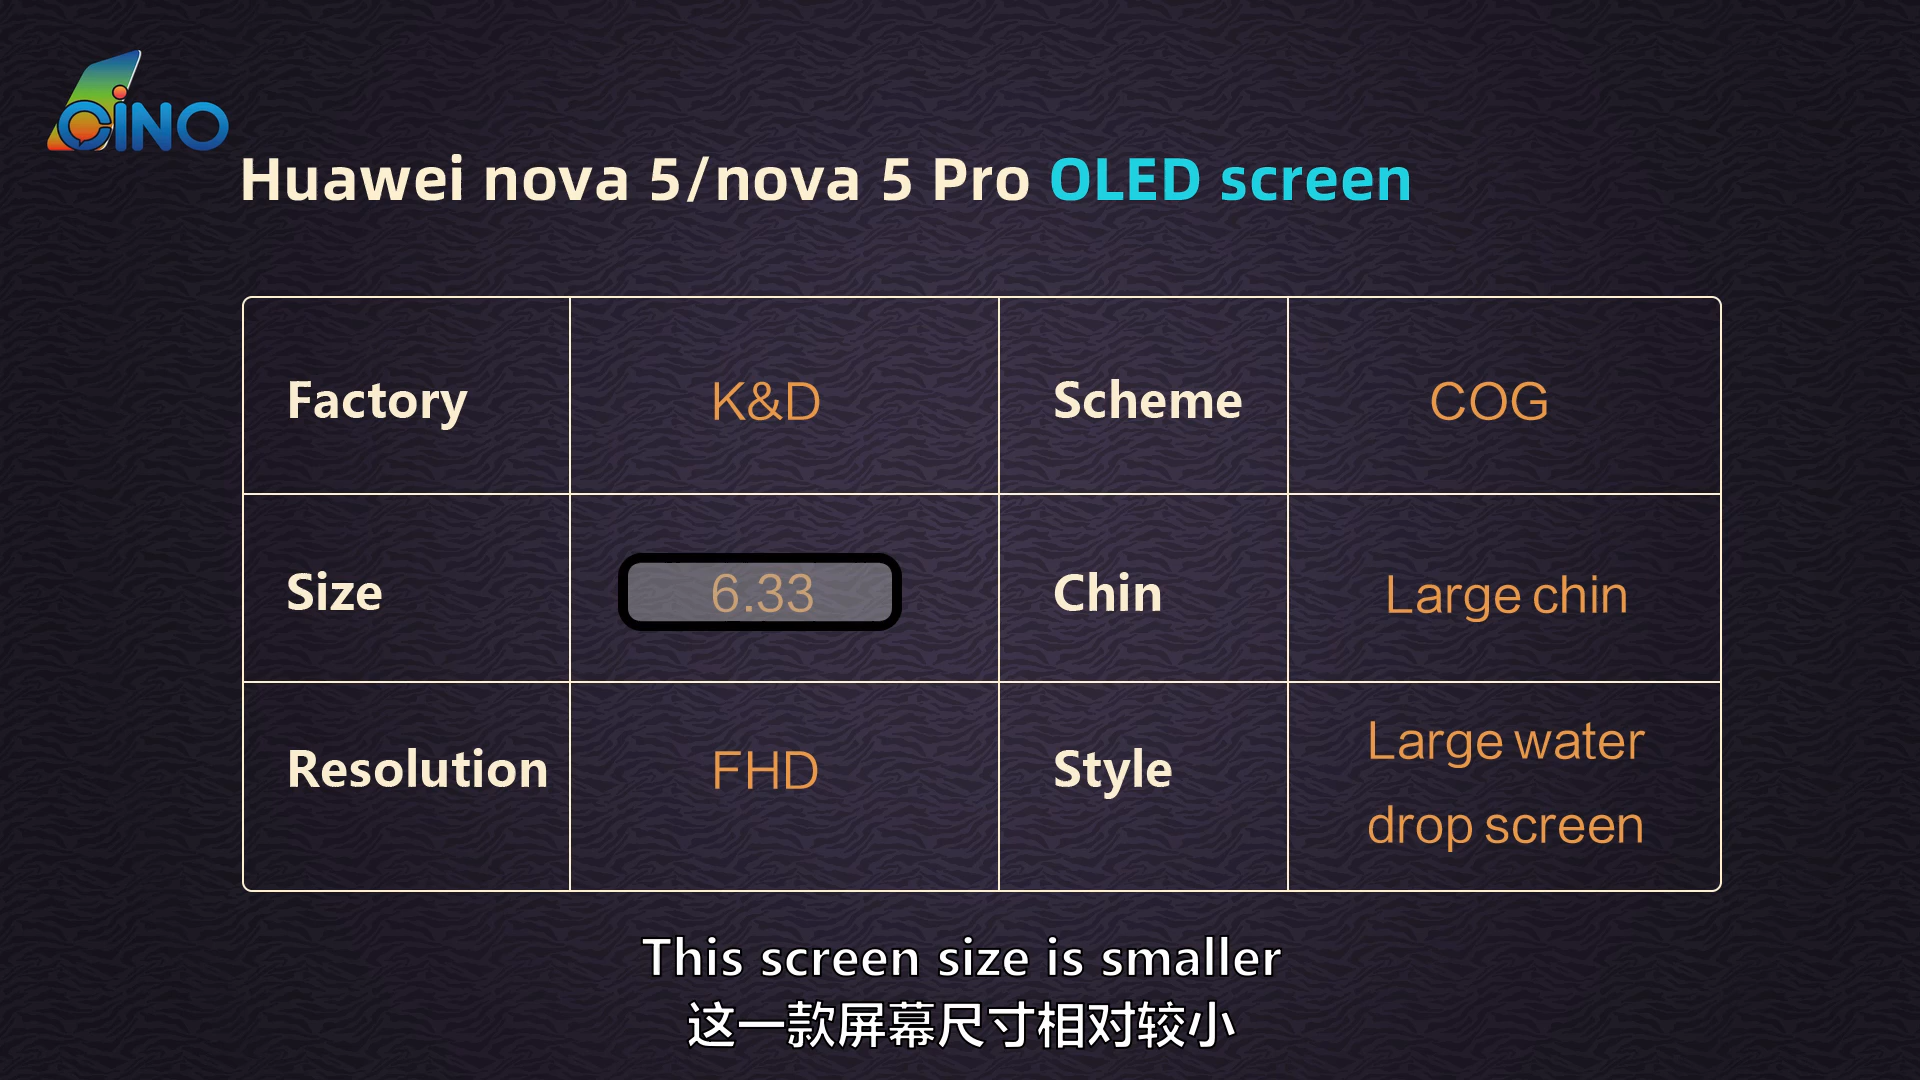 CiNO
Huawei nova 5/nova 5 Pro OLED screen
Factory K&D Scheme COG
Size 6.33 Chin Large chin
Resolution FHD Style Large water
drop screen
This screen size is smaller
这一款屏幕尺寸相对较小